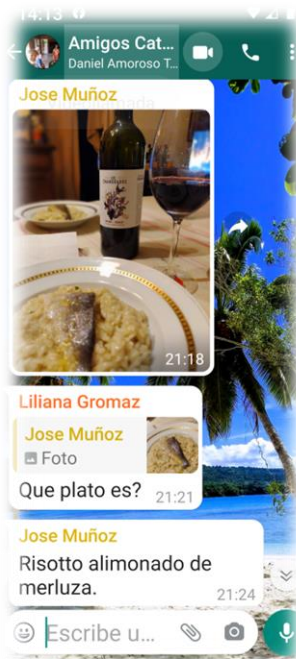 14:13
Amigos Cat...
Daniel Amoroso T...
Jose Muñoz
21:18
Liliana Gromaz
Jose Muñoz
Foto
Que plato es?
21:21
Jose Muñoz
Risotto alimonado de
merluza.
21:24
Escribe u...